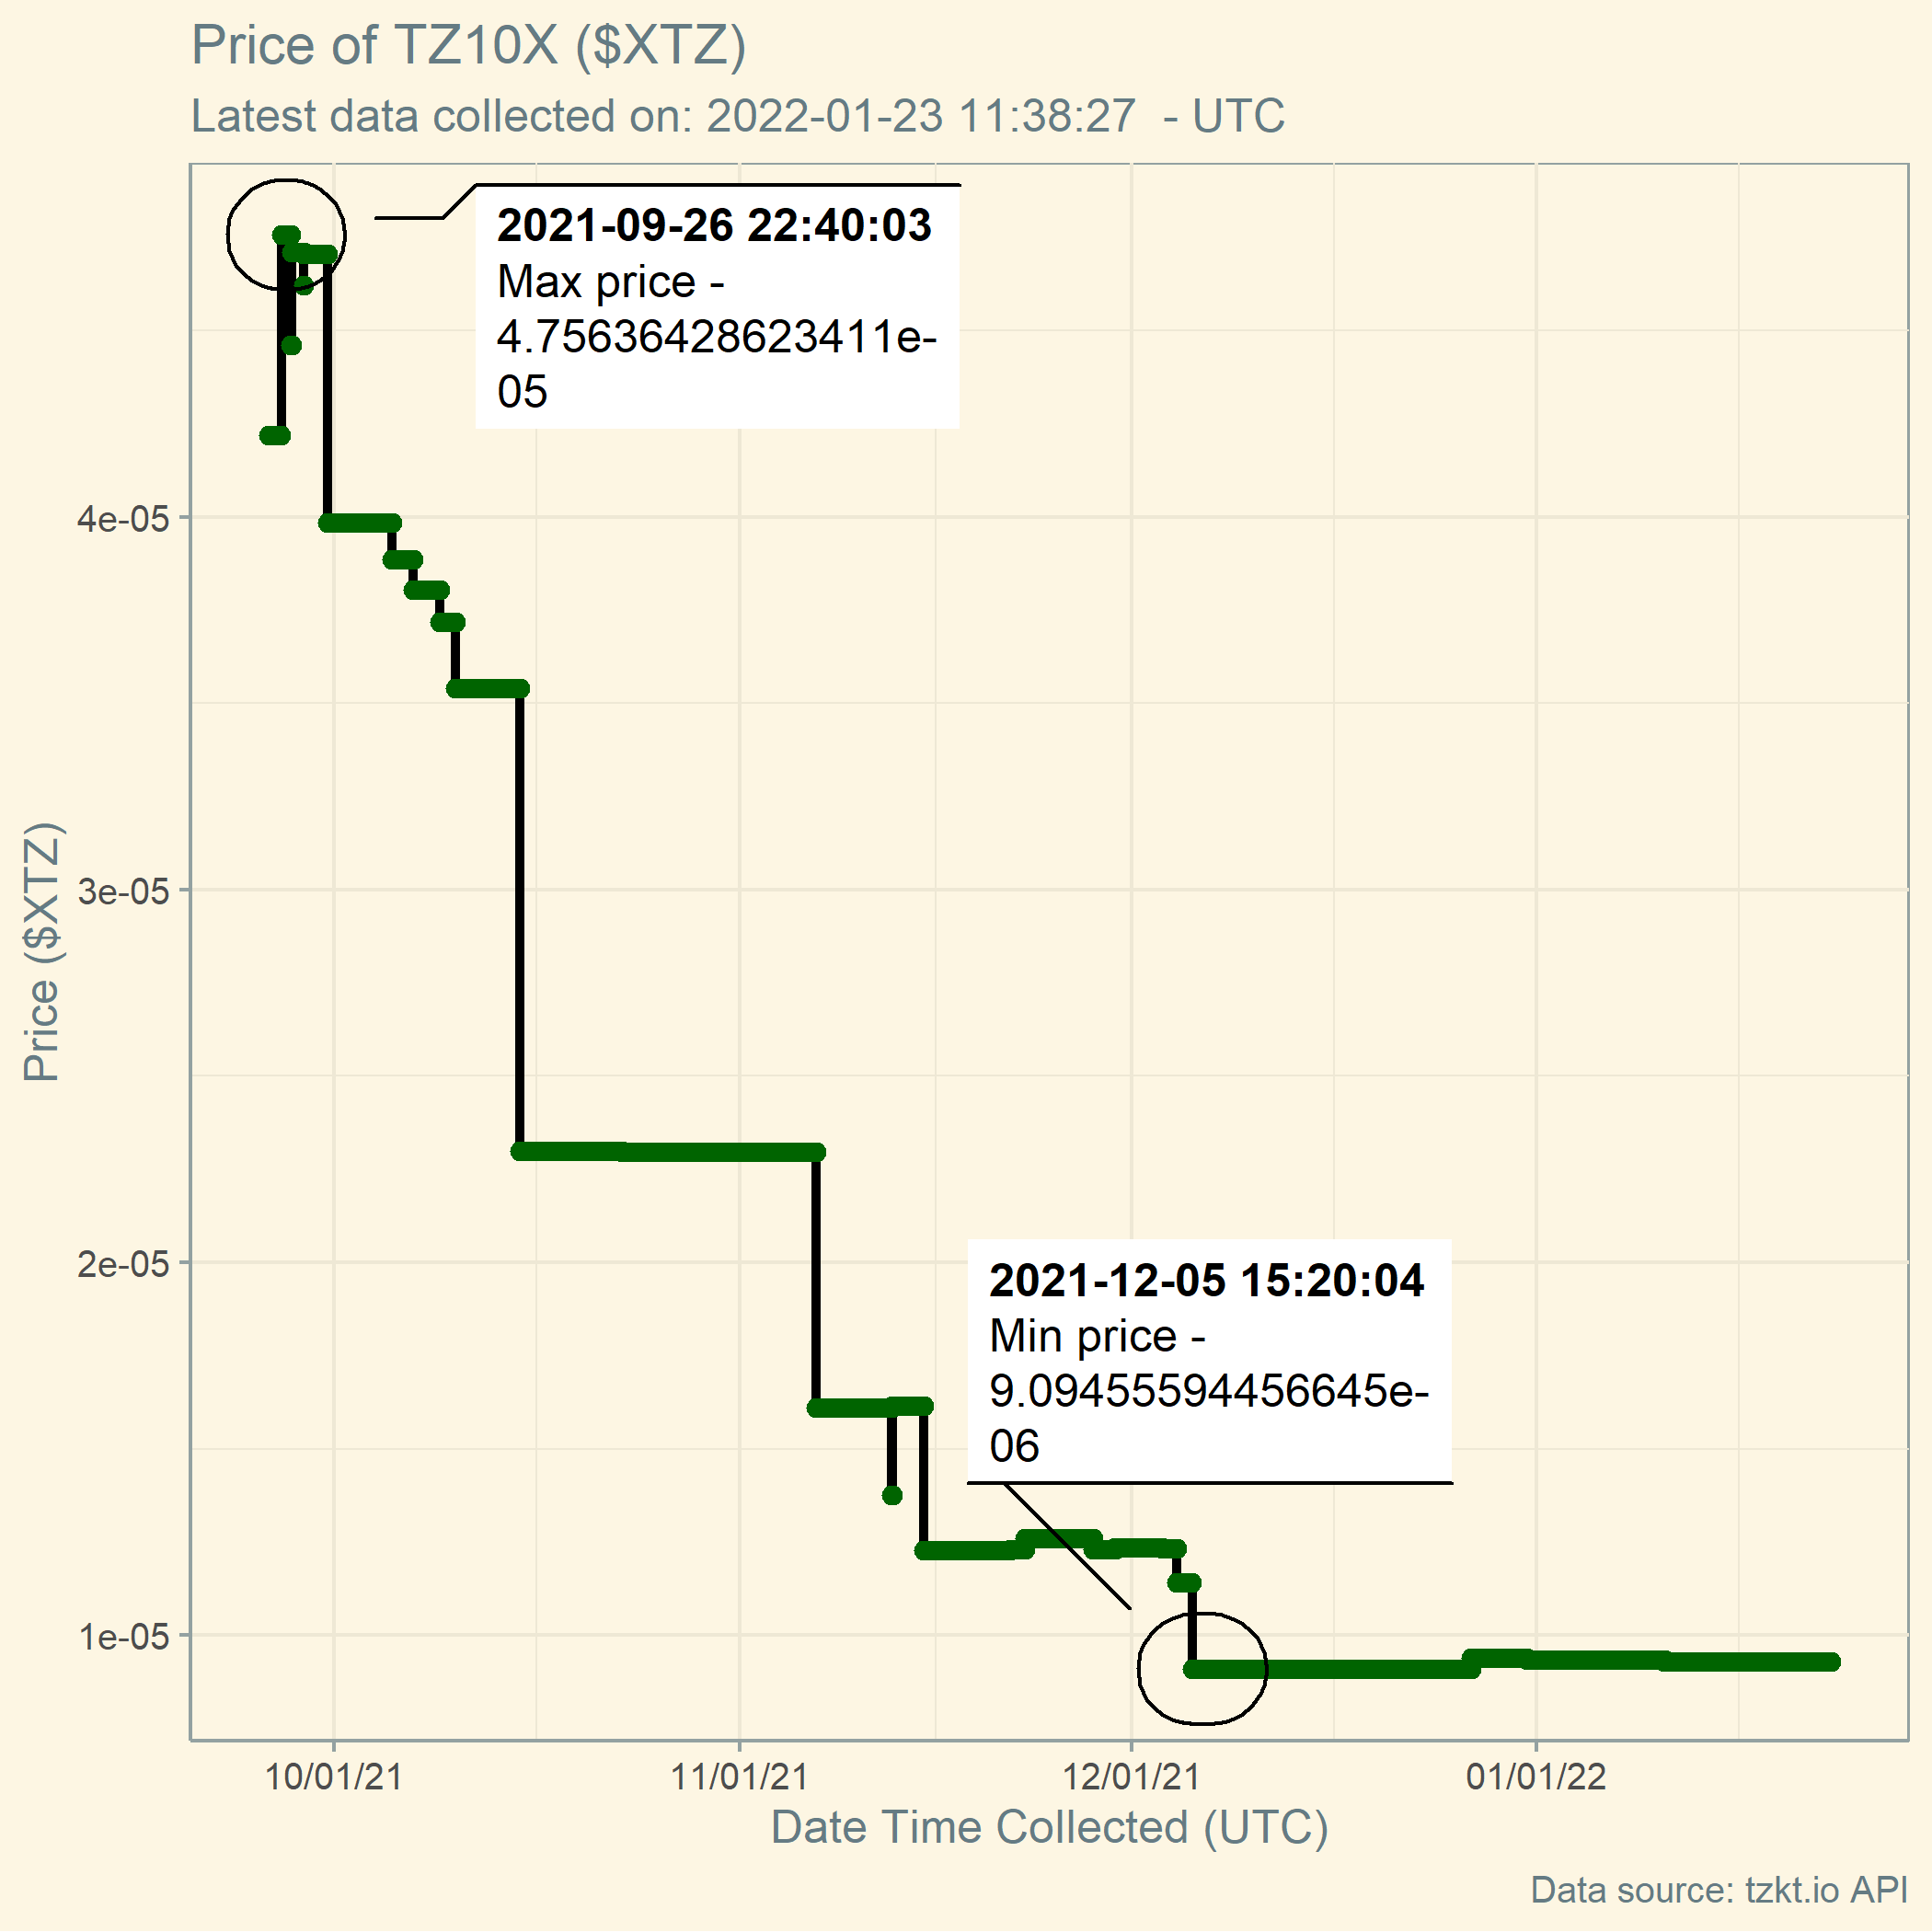 Price of TZ10X ($XTZ)
Latest data collected on: 2022-01-23 11:38:27  - UTC
2021-09-26 22:40:03
Max price -
4.75636428623411e-
05
4e-05
3e-05
2e-05
1e-05
Price ($XTZ)
2021-12-05 15:20:04
Min price -
9.09455594456645e-
06
10/01/21
11/01/21
12/01/21
01/01/22
Date Time Collected (UTC)
Data source: tzkt.io API